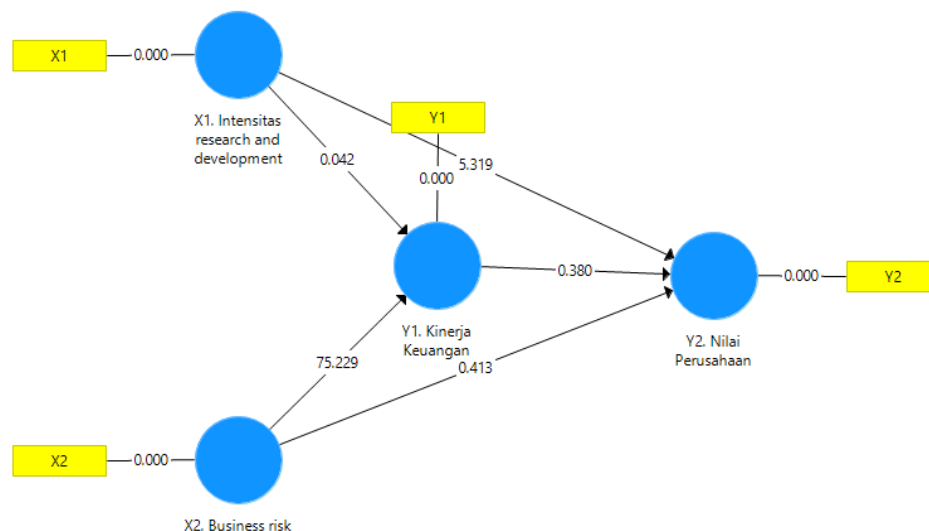 X1
0.000
X1. Intensitas
research and
development
Y1
0.042
5.319
0.000
0.380
0.000
Y2
Y1. Kinerja
Keuangan
Y2. Nilai
Perusahaan
75.229
0.413
X2
0.000
X2. Business risk